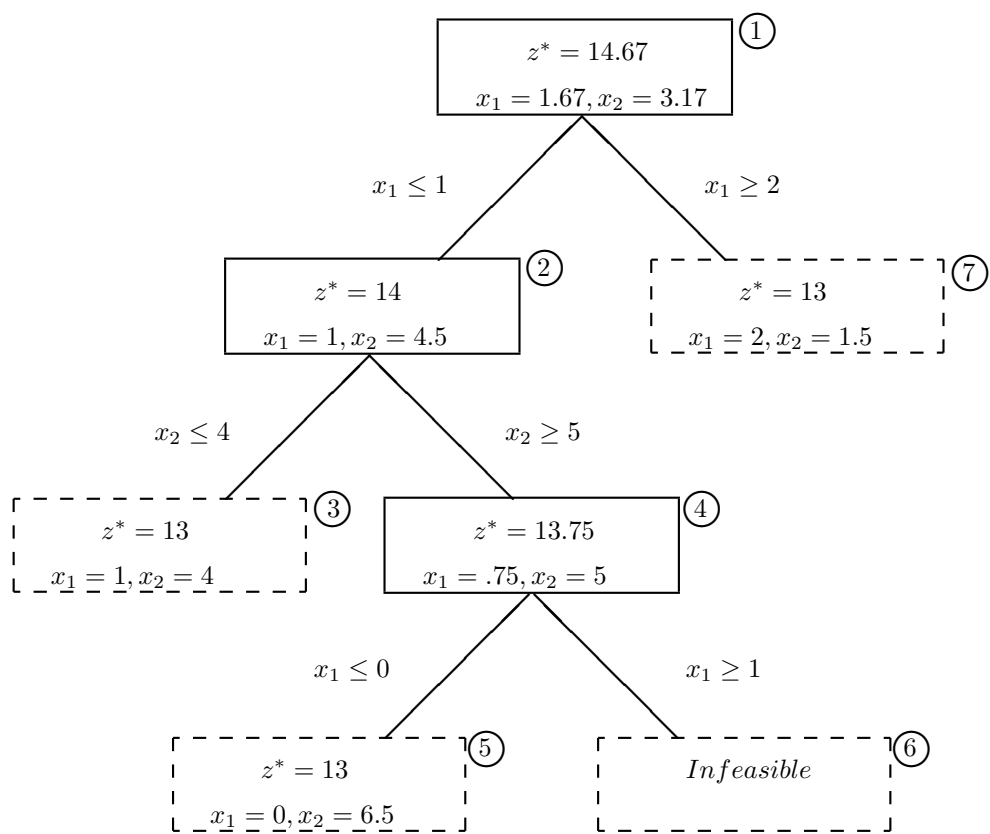 ①
z* = 14.67
x₁ = 1.67, x₂ = 3.17
x₁ ≤ 1
x₁ ≥ 2
②
z* = 14
x₁ = 1, x₂ = 4.5
⑦
z* = 13
x₁ = 2, x₂ = 1.5
x₂ ≤ 4
x₂ ≥ 5
③
z* = 13
x₁ = 1, x₂ = 4
④
z* = 13.75
x₁ = .75, x₂ = 5
x₁ ≤ 0
x₁ ≥ 1
⑤
z* = 13
x₁ = 0, x₂ = 6.5
⑥
Infeasible